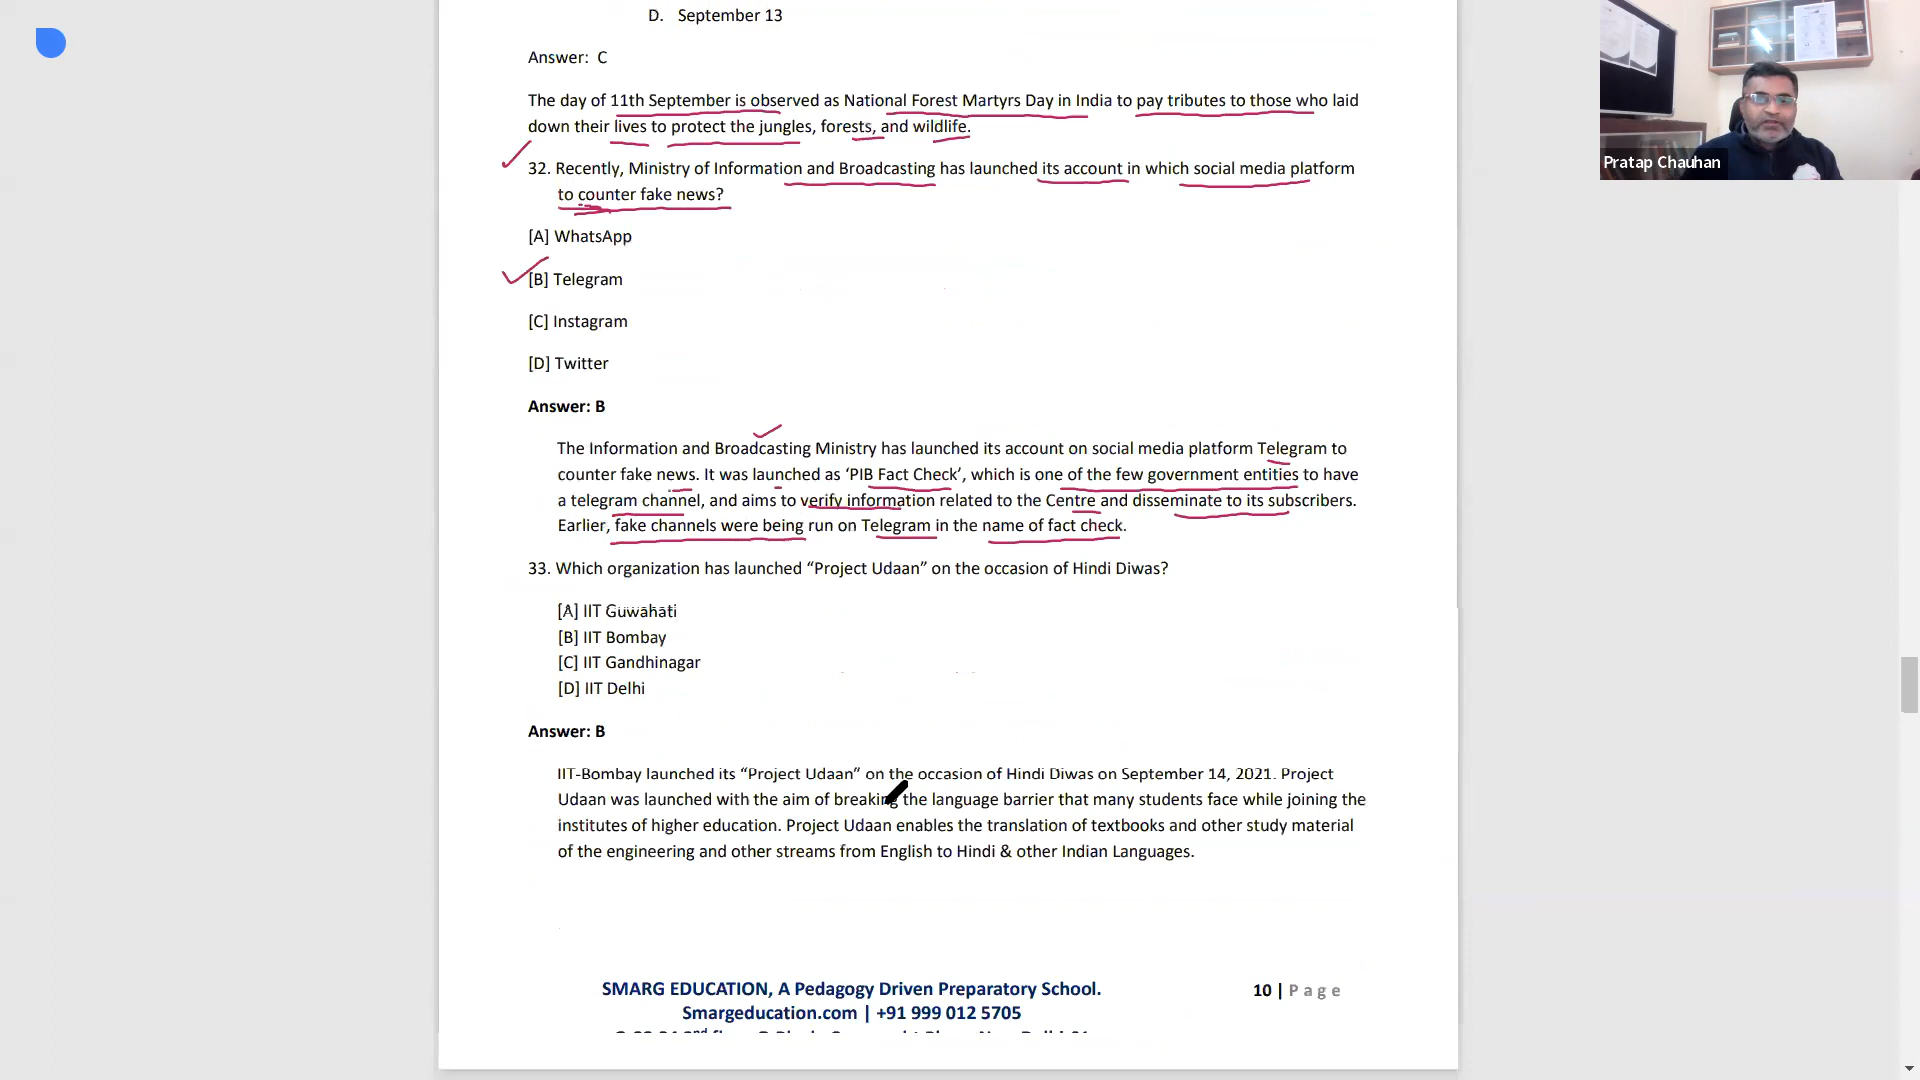 D. September 13
Answer: C
The day of 11th September is observed as National Forest Martyrs Day in India to pay tributes to those who laid
down their lives to protect the jungles, forests, and wildlife.
32. Recently, Ministry of Information and Broadcasting has launched its account in which social media platform
to counter fake news?
[A] WhatsApp
[B] Telegram
[C] Instagram
[D] Twitter
Answer: B
The Information and Broadcasting Ministry has launched its account on social media platform Telegram to
counter fake news. It was launched as ‘PIB Fact Check’, which is one of the few government entities to have
a telegram channel, and aims to verify information related to the Centre and disseminate to its subscribers.
Earlier, fake channels were being run on Telegram in the name of fact check.
33. Which organization has launched “Project Udaan” on the occasion of Hindi Diwas?
[A] IIT Guwahati
[B] IIT Bombay
[C] IIT Gandhinagar
[D] IIT Delhi
Answer: B
IIT-Bombay launched its “Project Udaan” on the occasion of Hindi Diwas on September 14, 2021. Project
Udaan was launched with the aim of breaking the language barrier that many students face while joining the
institutes of higher education. Project Udaan enables the translation of textbooks and other study material
of the engineering and other streams from English to Hindi & other Indian Languages.
SMARG EDUCATION, A Pedagogy Driven Preparatory School.
10 | Page
Smargeducation.com | +91 999 012 5705
Pratap Chauhan